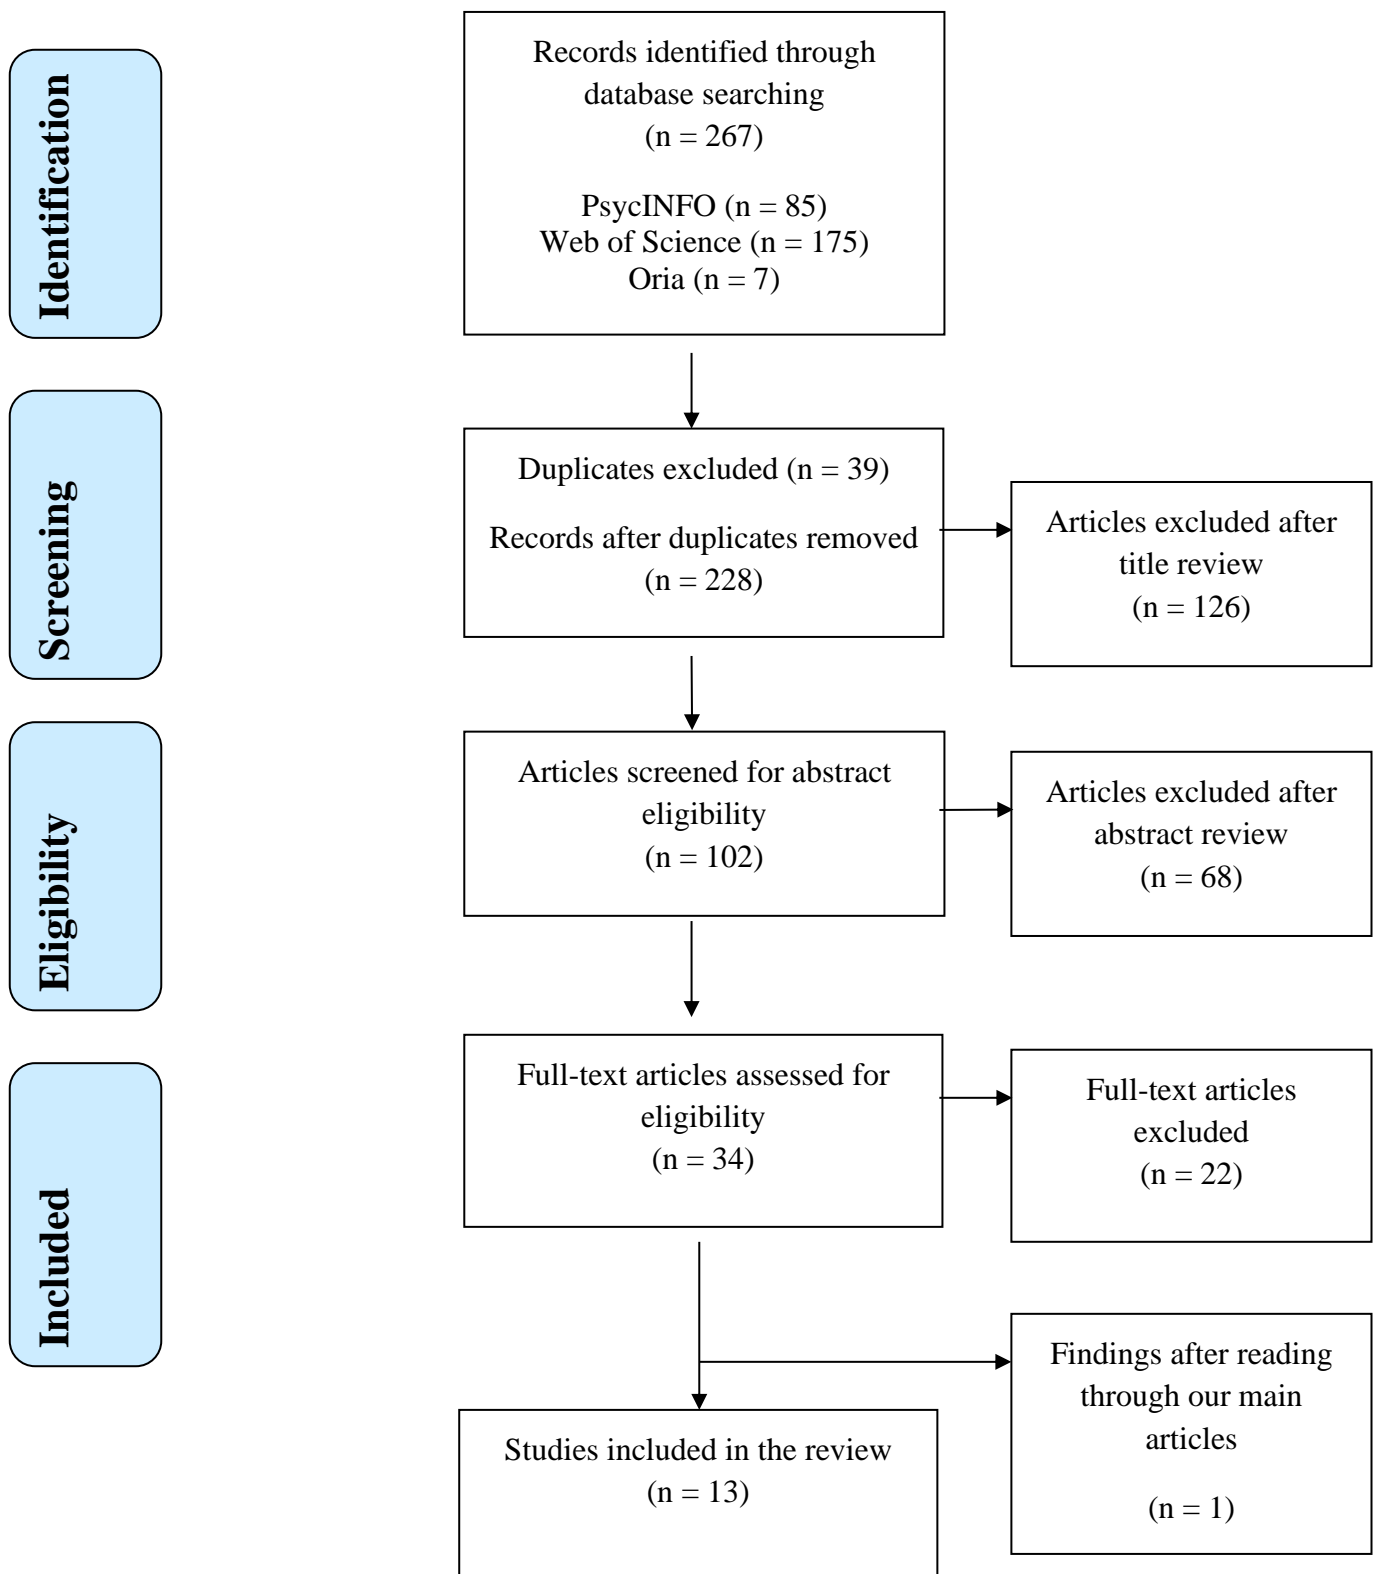 Identification
Records identified through
database searching
(n = 267)
PsycINFO (n = 85)
Web of Science (n = 175)
Oria (n = 7)
Screening
Duplicates excluded (n = 39)
Records after duplicates removed
(n = 228)
Articles excluded after
title review
(n = 126)
Eligibility
Articles screened for abstract
eligibility
(n = 102)
Articles excluded after
abstract review
(n = 68)
Included
Full-text articles assessed for
eligibility
(n = 34)
Full-text articles
excluded
(n = 22)
Findings after reading
through our main
articles
(n = 1)
Studies included in the review
(n = 13)